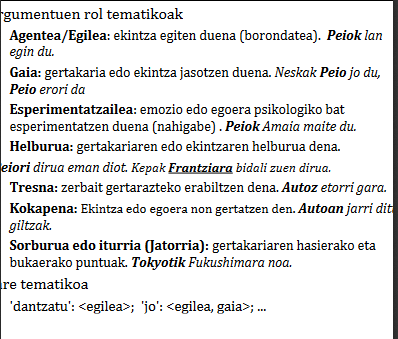 rgumentuen rol tematikoak
Agentea/Egilea: ekintza egiten duena (borondatea). Peiok lan
egin du.
Gaia: gertakaria edo ekintza jasotzen duena. Neskak Peio jo du,
Peio erori da
Esperimentatzailea: emozio edo egoera psikologiko bat
esperimentatzen duena (nahigabe) . Peiok Amaia maite du.
Helburua: gertakariaren edo ekintzaren helburua dena.
eiori dirua eman diot. Kepak Frantziara bidali zuen dirua.
Tresna: zerbait gertarazteko erabiltzen dena. Autoz etorri gara.
Kokapena: Ekintza edo egoera non gertatzen den. Autoan jarri dit
giltzak.
Sorburua edo iturria (Jatorria): gertakariaren hasierako eta
bukaerako puntuak. Tokyotik Fukushimara noa.
re tematikoa
'dantzatu': <egilea>; 'jo': <egilea, gaia>; ...